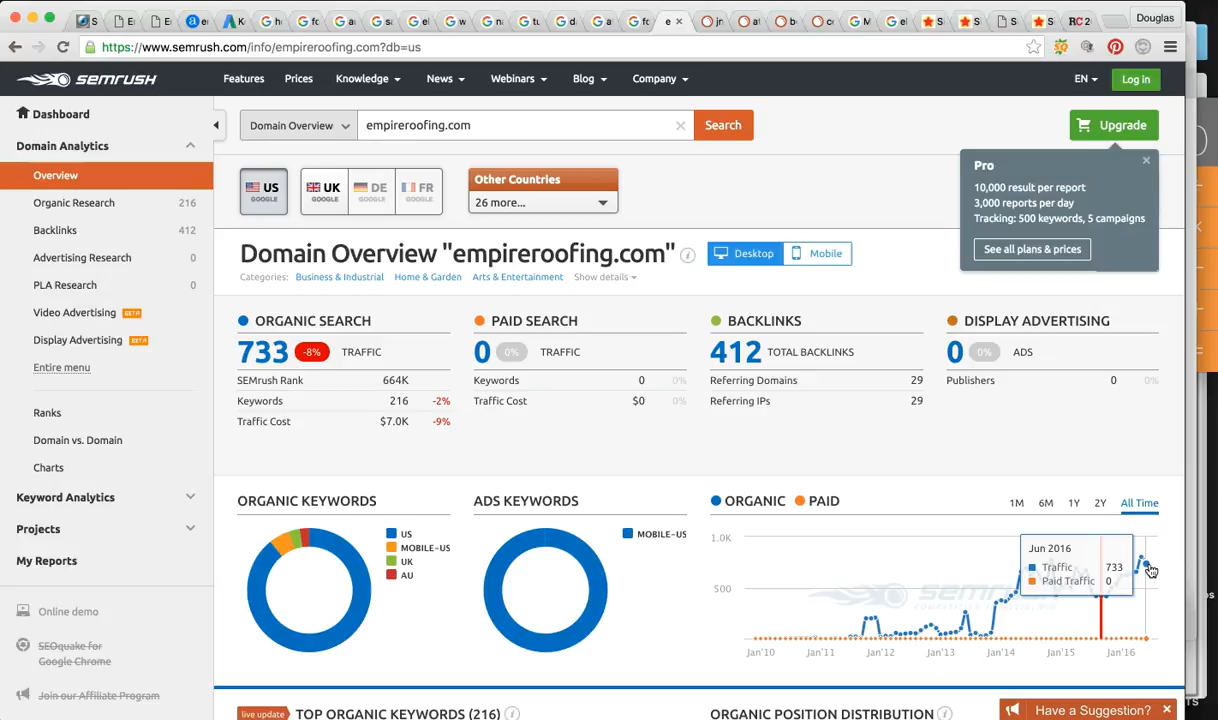 Douglas
https://www.semrush.com/info/empireroofing.com?db=us
SEMRUSH
Features Prices Knowledge News Webinars Blog Company EN Log in
Dashboard
Domain Analytics
Overview
Organic Research 216
Backlinks 412
Advertising Research 0
PLA Research 0
Video Advertising BETA
Display Advertising BETA
Entire menu
Ranks
Domain vs. Domain
Charts
Keyword Analytics
Projects
My Reports
Online demo
SEOquake for
Google Chrome
Join our Affiliate Program
Domain Overview empireroofing.com Search
Upgrade
Pro
10,000 result per report
3,000 reports per day
Tracking: 500 keywords, 5 campaigns
See all plans & prices
US GOOGLE
UK GOOGLE
DE GOOGLE
FR GOOGLE
Other Countries
26 more...
Domain Overview "empireroofing.com" Desktop Mobile
Categories: Business & Industrial Home & Garden Arts & Entertainment Show details
ORGANIC SEARCH
733 -8% TRAFFIC
SEMrush Rank 664K
Keywords 216 -2%
Traffic Cost $7.0K -9%
PAID SEARCH
0 0% TRAFFIC
Keywords 0 0%
Traffic Cost $0 0%
BACKLINKS
412 TOTAL BACKLINKS
Referring Domains 29
Referring IPs 29
DISPLAY ADVERTISING
0 0% ADS
Publishers 0 0%
ORGANIC KEYWORDS
US
MOBILE-US
UK
AU
ADS KEYWORDS
MOBILE-US
ORGANIC PAID 1M 6M 1Y 2Y All Time
1.0K
500
Jun 2016
Traffic 733
Paid Traffic 0
semrush
Jan'10 Jan'11 Jan'12 Jan'13 Jan'14 Jan'15 Jan'16
live update TOP ORGANIC KEYWORDS (216)
ORGANIC POSITION DISTRIBUTION
Have a Suggestion?